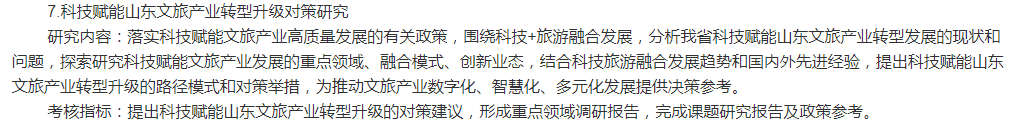 7.科技赋能山东文旅产业转型升级对策研究
研究内容：落实科技赋能文旅产业高质量发展的有关政策，围绕科技+旅游融合发展，分析我省科技赋能山东文旅产业转型发展的现状和
问题，探索研究科技赋能文旅产业发展的重点领域、融合模式、创新业态，结合科技旅游融合发展趋势和国内外先进经验，提出科技赋能山东
文旅产业转型升级的路径模式和对策举措，为推动文旅产业数字化、智慧化、多元化发展提供决策参考。
考核指标：提出科技赋能山东文旅产业转型升级的对策建议，形成重点领域调研报告，完成课题研究报告及政策参考。